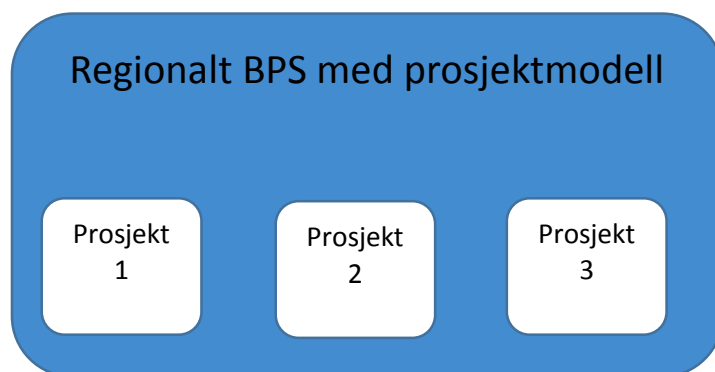 Regionalt BPS med prosjektmodell
Prosjekt
1
Prosjekt
2
Prosjekt
3